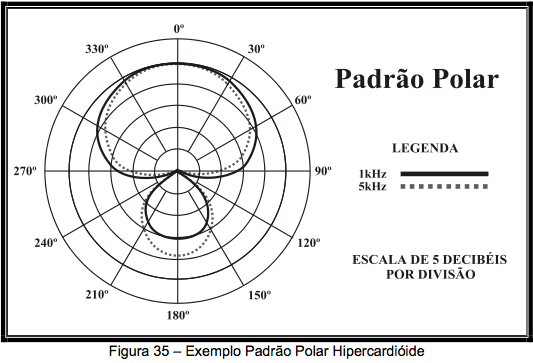 0º
330º
30º
300º
60º
270º
90º
240º
120º
210º
150º
180º
Padrão Polar
LEGENDA
1kHz
5kHz
ESCALA DE 5 DECIBÉIS
POR DIVISÃO
Figura 35 – Exemplo Padrão Polar Hipercardióide